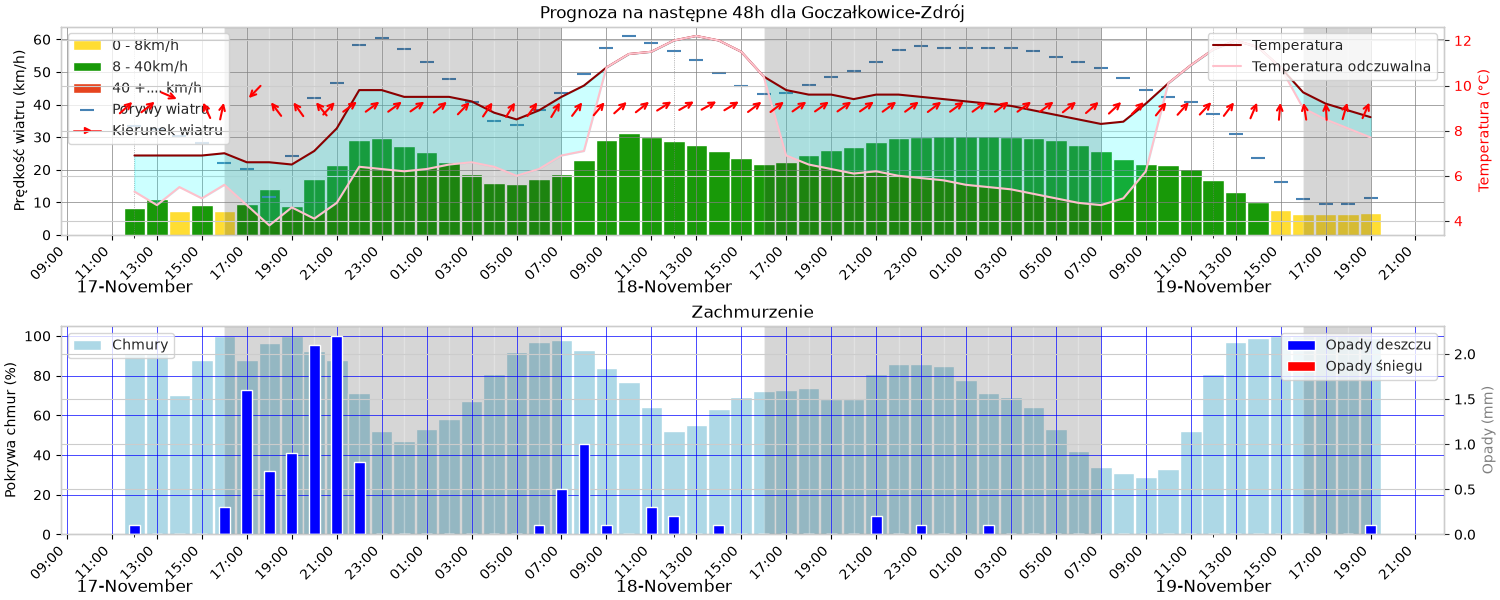 Prognoza na następne 48h dla Goczałkowice-Zdrój
Prędkość wiatru (km/h)
60
50
40
30
20
10
0
0 - 8km/h
8 - 40km/h
40 +.... km/h
Porywy wiatru
Kierunek wiatru
Temperatura
Temperatura odczuwalna
12
10
8
6
4
Temperatura (°C)
09:00 11:00 13:00 15:00 17:00 19:00 21:00 23:00 01:00 03:00 05:00 07:00 09:00 11:00 13:00 15:00 17:00 19:00 21:00 23:00 01:00 03:00 05:00 07:00 09:00 11:00 13:00 15:00 17:00 19:00 21:00
17-November 18-November 19-November
Zachmurzenie
Pokrywa chmur (%)
100
80
60
40
20
0
Chmury
Opady deszczu
Opady śniegu
2.0
1.5
1.0
0.5
0.0
Opady (mm)
09:00 11:00 13:00 15:00 17:00 19:00 21:00 23:00 01:00 03:00 05:00 07:00 09:00 11:00 13:00 15:00 17:00 19:00 21:00 23:00 01:00 03:00 05:00 07:00 09:00 11:00 13:00 15:00 17:00 19:00 21:00
17-November 18-November 19-November